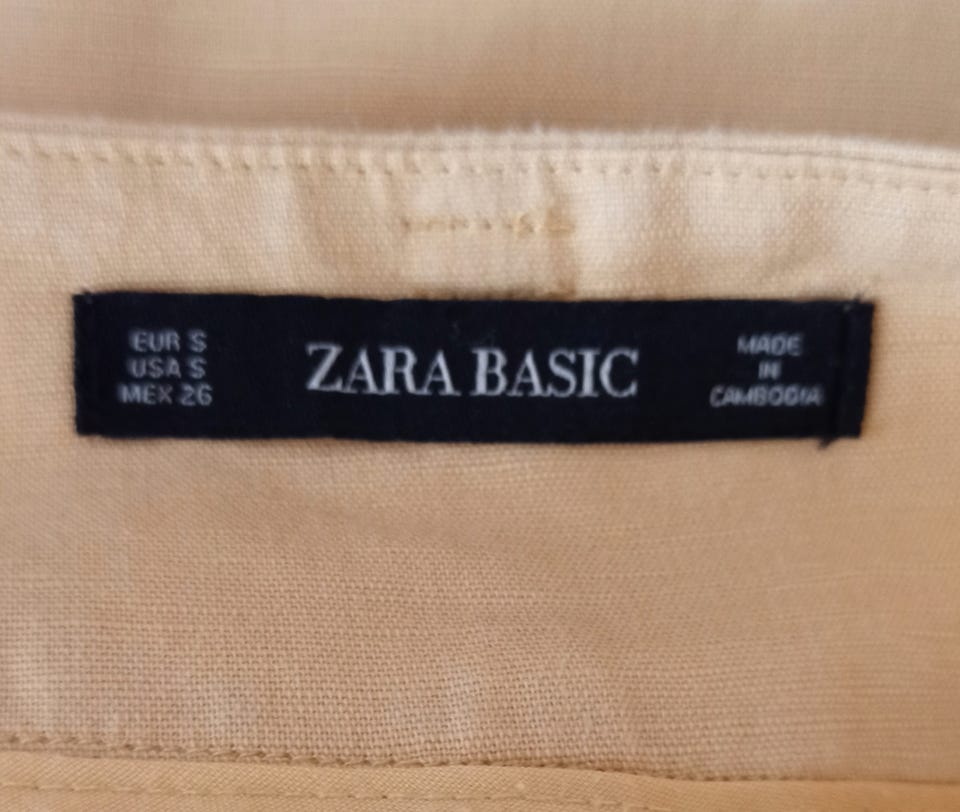 EUR S
USA S
MEX 26
ZARA BASIC
MADE
IN
CAMBODIA